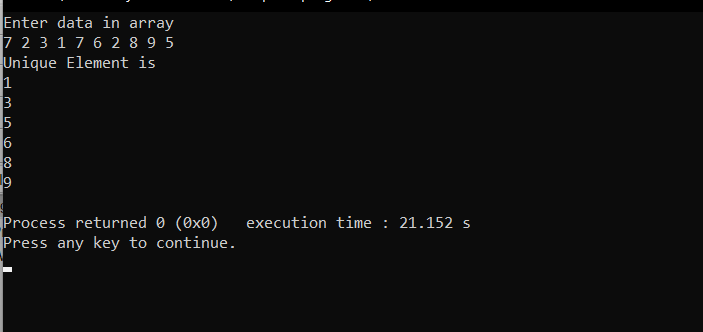 Enter data in array
7 2 3 1 7 6 2 8 9 5
Unique Element is
1
3
5
6
8
9
Process returned 0 (0x0)   execution time : 21.152 s
Press any key to continue.